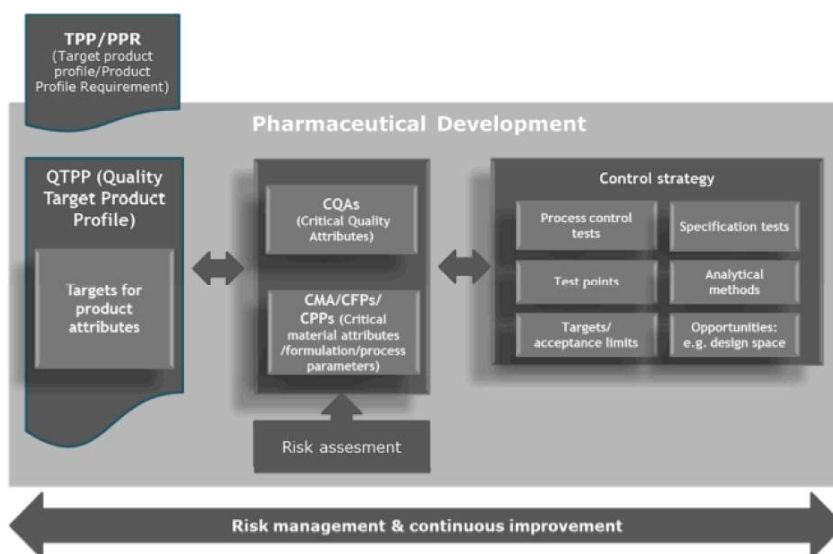 TPP/PPR
(Target product
profile/Product
Profile Requirement)
Pharmaceutical Development
QTPP (Quality
Target Product
Profile)
Targets for
product
attributes
CQAs
(Critical Quality
Attributes)
CMA/CFPs/
CPPs (Critical
material attributes
/formulation/process
parameters)
Risk assesment
Control strategy
Process control
tests
Specification tests
Test points
Analytical
methods
Targets/
acceptance limits
Opportunities:
e.g. design space
Risk management & continuous improvement